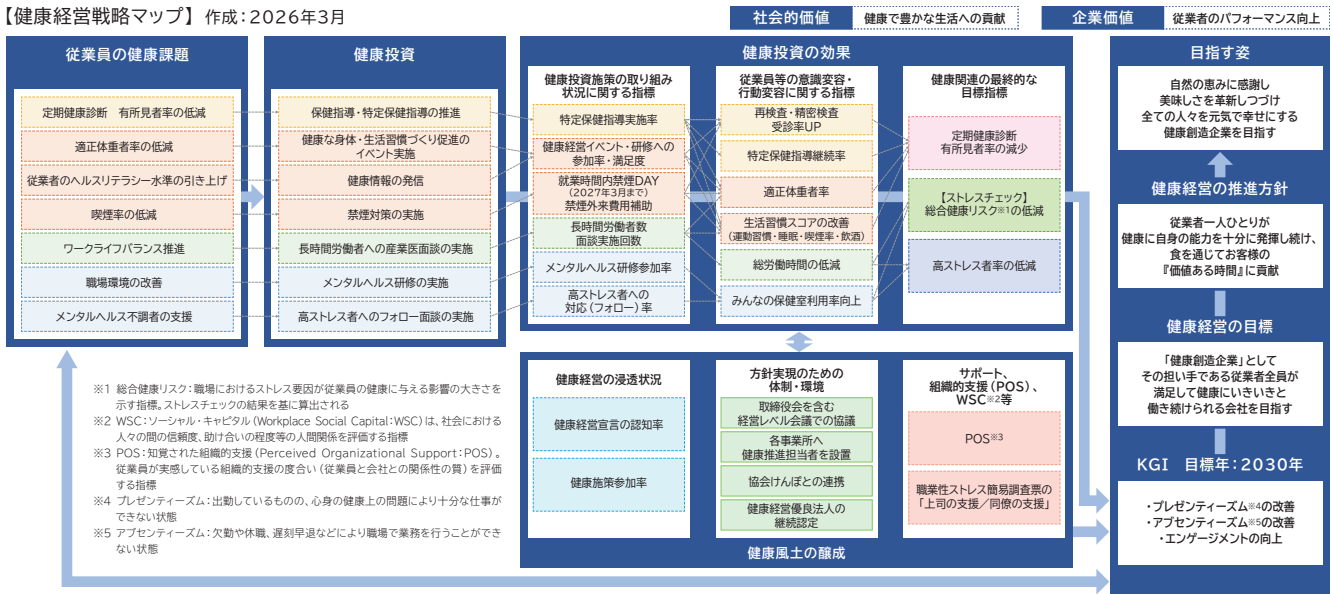 【健康経営戦略マップ】 作成：2026年3月
社会的価値 健康で豊かな生活への貢献
企業価値 従業者のパフォーマンス向上
従業員の健康課題
定期健康診断　有所見者率の低減
適正体重者率の低減
従業者のヘルスリテラシー水準の引き上げ
喫煙率の低減
ワークライフバランス推進
職場環境の改善
メンタルヘルス不調者の支援
健康投資
保健指導・特定保健指導の推進
健康な身体・生活習慣づくり促進の
イベント実施
健康情報の発信
禁煙対策の実施
長時間労働者への産業医面談の実施
メンタルヘルス研修の実施
高ストレス者へのフォロー面談の実施
健康投資の効果
健康投資施策の取り組み
状況に関する指標
特定保健指導実施率
健康経営イベント・研修への
参加率・満足度
就業時間内禁煙DAY
（2027年3月まで）
禁煙外来費用補助
長時間労働者数
面談実施回数
メンタルヘルス研修参加率
高ストレス者への
対応（フォロー）率
従業員等の意識変容・
行動変容に関する指標
再検査・精密検査
受診率UP
特定保健指導継続率
適正体重者率
生活習慣スコアの改善
（運動習慣・睡眠・喫煙率・飲酒）
総労働時間の低減
みんなの保健室利用率向上
健康関連の最終的な
目標指標
定期健康診断
有所見者率の減少
【ストレスチェック】
総合健康リスク※1の低減
高ストレス者率の低減
健康経営の浸透状況
健康経営宣言の認知率
健康施策参加率
方針実現のための
体制・環境
取締役会を含む
経営レベル会議での協議
各事業所へ
健康推進担当者を設置
協会けんぽとの連携
健康経営優良法人の
継続認定
サポート、
組織的支援（POS）、
WSC※2等
POS※3
職業性ストレス簡易調査票の
「上司の支援／同僚の支援」
健康風土の醸成
目指す姿
自然の恵みに感謝し
美味しさを革新しつづけ
全ての人々を元気で幸せにする
健康創造企業を目指す
健康経営の推進方針
従業者一人ひとりが
健康に自身の能力を十分に発揮し続け、
食を通じてお客様の
『価値ある時間』に貢献
健康経営の目標
「健康創造企業」として
その担い手である従業者全員が
満足して健康にいきいきと
働き続けられる会社を目指す
KGI　目標年：2030年
・プレゼンティーズム※4の改善
・アブセンティーズム※5の改善
・エンゲージメントの向上
※1 総合健康リスク：職場におけるストレス要因が従業員の健康に与える影響の大きさを
示す指標。ストレスチェックの結果を基に算出される
※2 WSC：ソーシャル・キャピタル（Workplace Social Capital：WSC）は、社会における
人々の間の信頼度、助け合いの程度等の人間関係を評価する指標
※3 POS：知覚された組織的支援（Perceived Organizational Support：POS）。
従業員が実感している組織的支援の度合い（従業員と会社との関係性の質）を評価
する指標
※4 プレゼンティーズム：出勤しているものの、心身の健康上の問題により十分な仕事が
できない状態
※5 アブセンティーズム：欠勤や休職、遅刻早退などにより職場で業務を行うことができ
ない状態